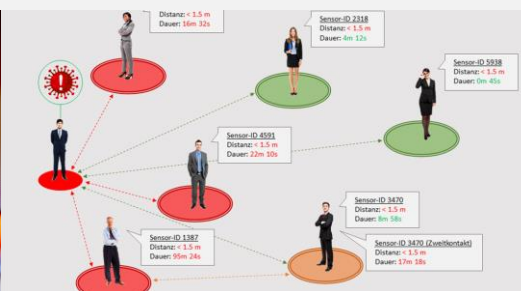 Distanz: < 1.5 m
Dauer: 16m 32s
Sensor-ID 2318
Distanz: < 1.5 m
Dauer: 4m 12s
Sensor-ID 5938
Distanz: < 1.5 m
Dauer: 0m 45s
Sensor-ID 4591
Distanz: < 1.5 m
Dauer: 22m 10s
Sensor-ID 3470
Distanz: < 1.5 m
Dauer: 8m 58s
Sensor-ID 1387
Distanz: < 1.5 m
Dauer: 95m 24s
Sensor-ID 3470 (Zweitkontakt)
Distanz: < 1.5 m
Dauer: 17m 18s